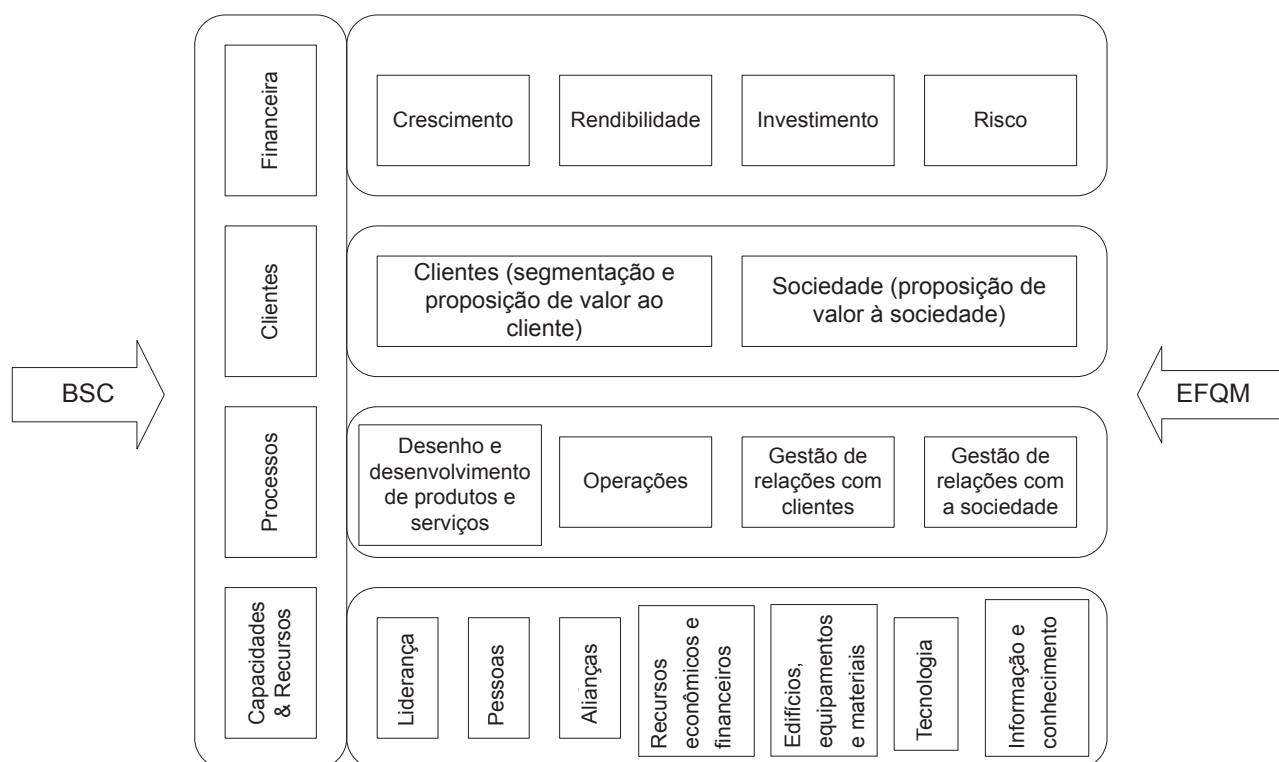 Financeira
Crescimento
Rendibilidade
Investimento
Risco
Clientes
Clientes (segmentação e
proposição de valor ao
cliente)
Sociedade (proposição de
valor à sociedade)
BSC
EFQM
Processos
Desenho e
desenvolvimento
de produtos e
serviços
Operações
Gestão de
relações com
clientes
Gestão de
relações com
a sociedade
Capacidades
& Recursos
Liderança
Pessoas
Alianças
Recursos
econômicos e
financeiros
Edifícios,
equipamentos
e materiais
Tecnologia
Informação e
conhecimento